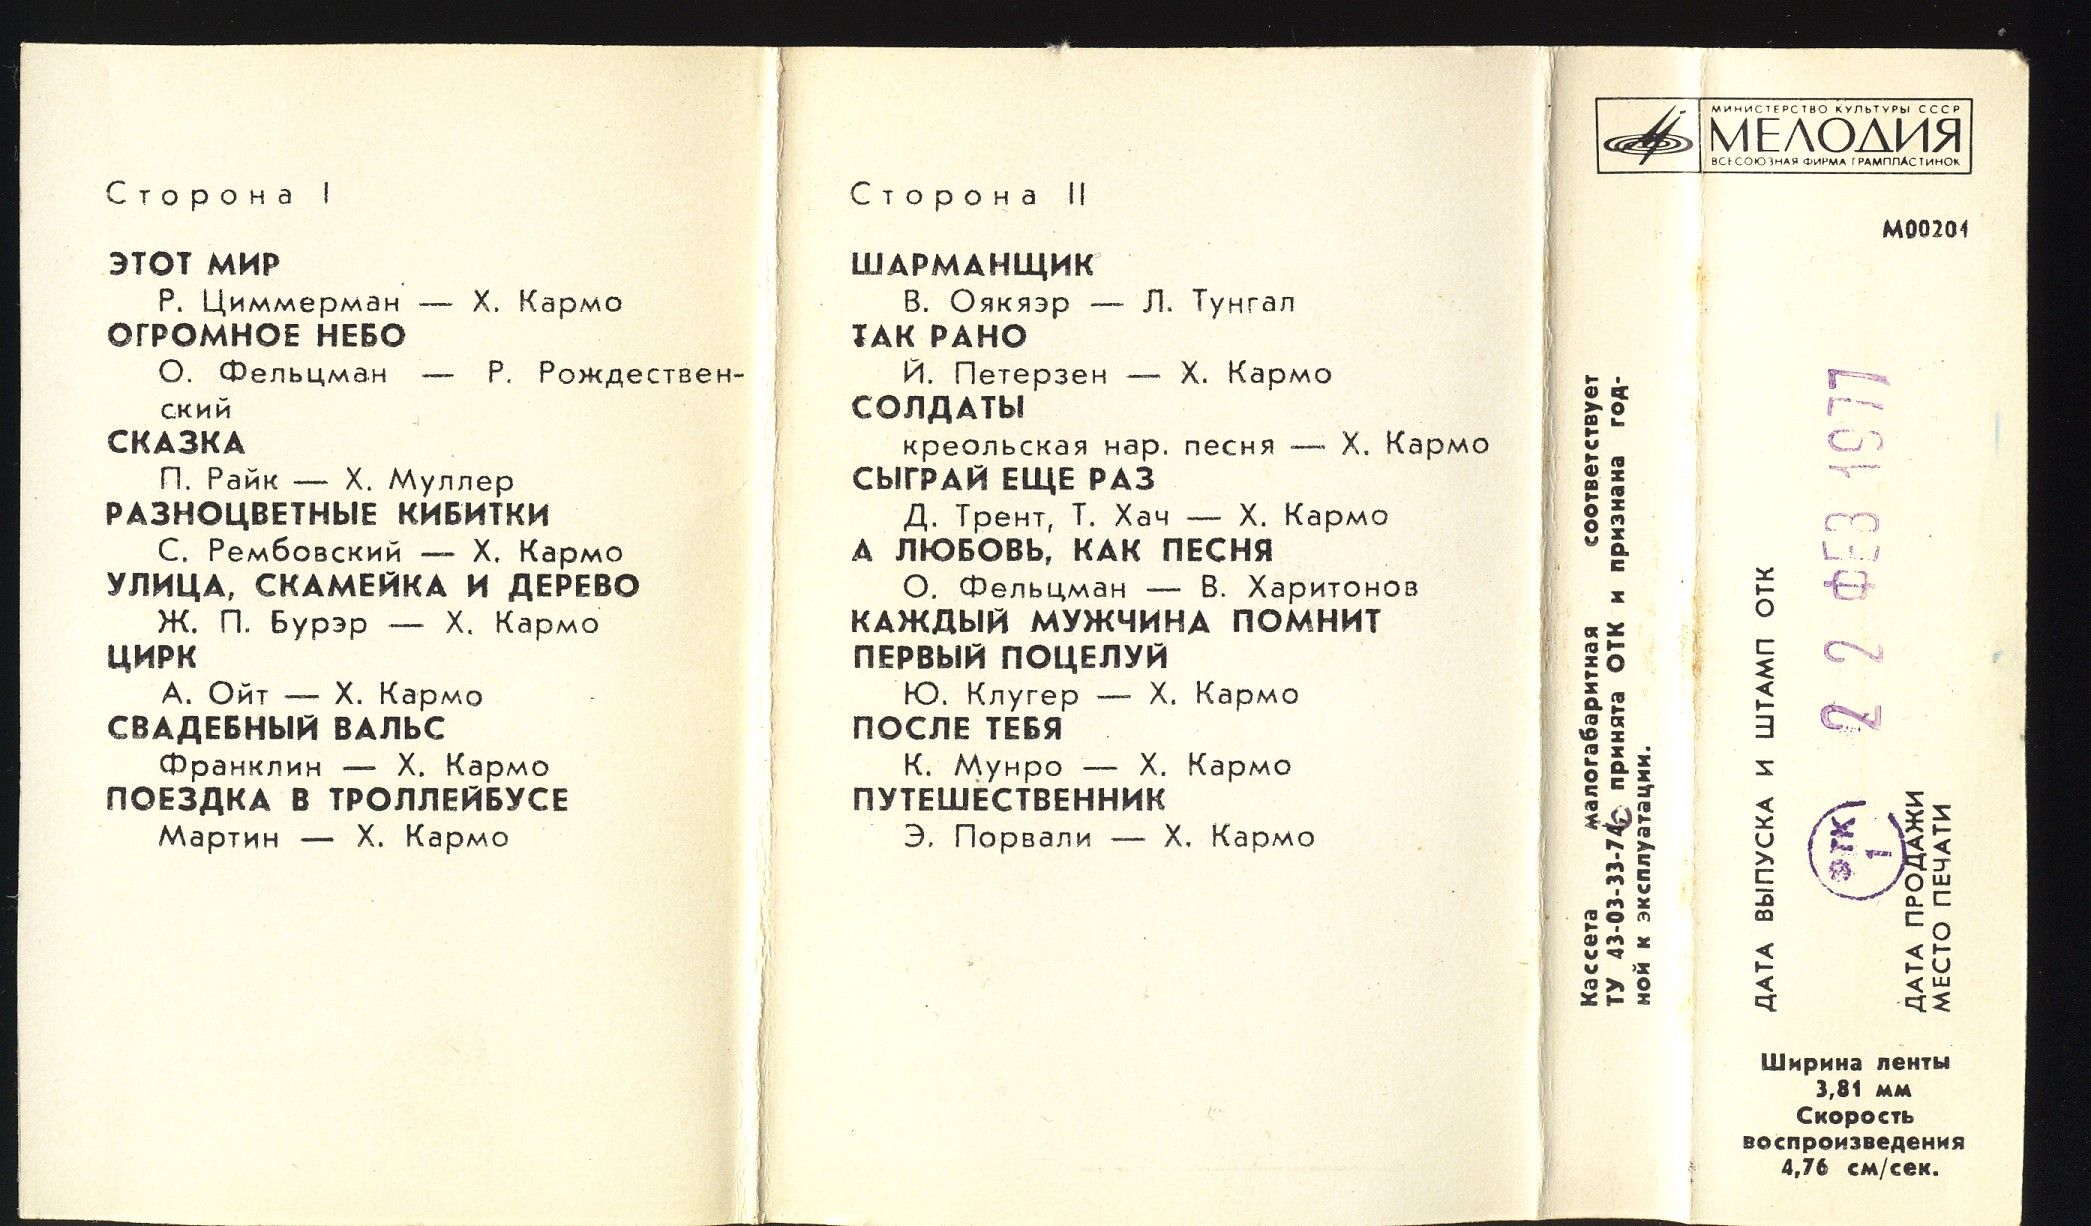 Сторона I
ЭТОТ МИР
Р. Циммерман — Х. Кармо
ОГРОМНОЕ НЕБО
О. Фельцман — Р. Рождествен-
ский
СКАЗКА
П. Райк — Х. Муллер
РАЗНОЦВЕТНЫЕ КИБИТКИ
С. Рембовский — Х. Кармо
УЛИЦА, СКАМЕЙКА И ДЕРЕВО
Ж. П. Бурэр — Х. Кармо
ЦИРК
А. Ойт — Х. Кармо
СВАДЕБНЫЙ ВАЛЬС
Франклин — Х. Кармо
ПОЕЗДКА В ТРОЛЛЕЙБУСЕ
Мартин — Х. Кармо
Сторона II
ШАРМАНЩИК
В. Оякяэр — Л. Тунгал
ТАК РАНО
Й. Петерзен — Х. Кармо
СОЛДАТЫ
креольская нар. песня — Х. Кармо
СЫГРАЙ ЕЩЕ РАЗ
Д. Трент, Т. Хач — Х. Кармо
А ЛЮБОВЬ, КАК ПЕСНЯ
О. Фельцман — В. Харитонов
КАЖДЫЙ МУЖЧИНА ПОМНИТ
ПЕРВЫЙ ПОЦЕЛУЙ
Ю. Клугер — Х. Кармо
ПОСЛЕ ТЕБЯ
К. Мунро — Х. Кармо
ПУТЕШЕСТВЕННИК
Э. Порвали — Х. Кармо
Кассета малогабаритная соответствует
ТУ 43-03-33-74 принята ОТК и признана год-
ной к эксплуатации.
МИНИСТЕРСТВО КУЛЬТУРЫ СССР
МЕЛОДИЯ
ВСЕСОЮЗНАЯ ФИРМА ГРАМПЛАСТИНОК
М00201
ДАТА ВЫПУСКА И ШТАМП ОТК
22 ФЕВ 1977
ОТК
1
ДАТА ПРОДАЖИ
МЕСТО ПЕЧАТИ
Ширина ленты
3,81 мм
Скорость
воспроизведения
4,76 см/сек.